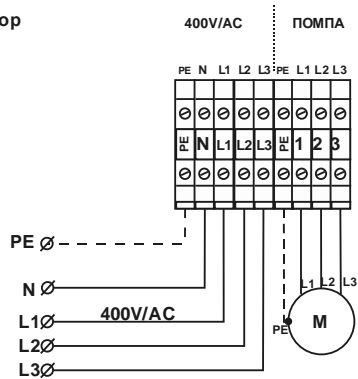 ор
400V/AC ПОМПА
PE N L1 L2 L3 PE L1 L2 L3
PE N L1 L2 L3 PE 1 2 3
PE
N
L1 400V/AC
L2
L3
L1 L2 L3
PE M